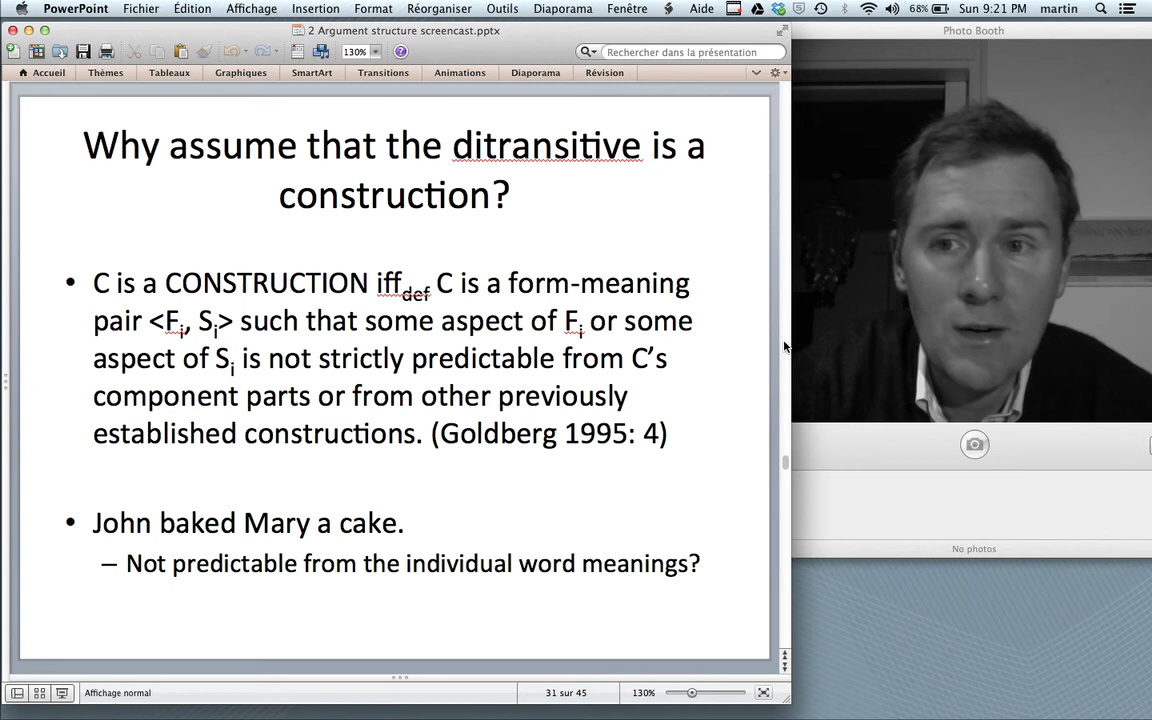 PowerPoint Fichier Édition Affichage Insertion Format Réorganiser Outils Diaporama Fenêtre Aide 68% Sun 9:21 PM martin
2 Argument structure screencast.pptx
Photo Booth
130% Rechercher dans la présentation
Accueil Thèmes Tableaux Graphiques SmartArt Transitions Animations Diaporama Révision
Why assume that the ditransitive is a
construction?
• C is a CONSTRUCTION iffdef C is a form-meaning
pair <Fi, Si> such that some aspect of Fi or some
aspect of Si is not strictly predictable from C’s
component parts or from other previously
established constructions. (Goldberg 1995: 4)
• John baked Mary a cake.
– Not predictable from the individual word meanings?
No photos
Affichage normal 31 sur 45 130%